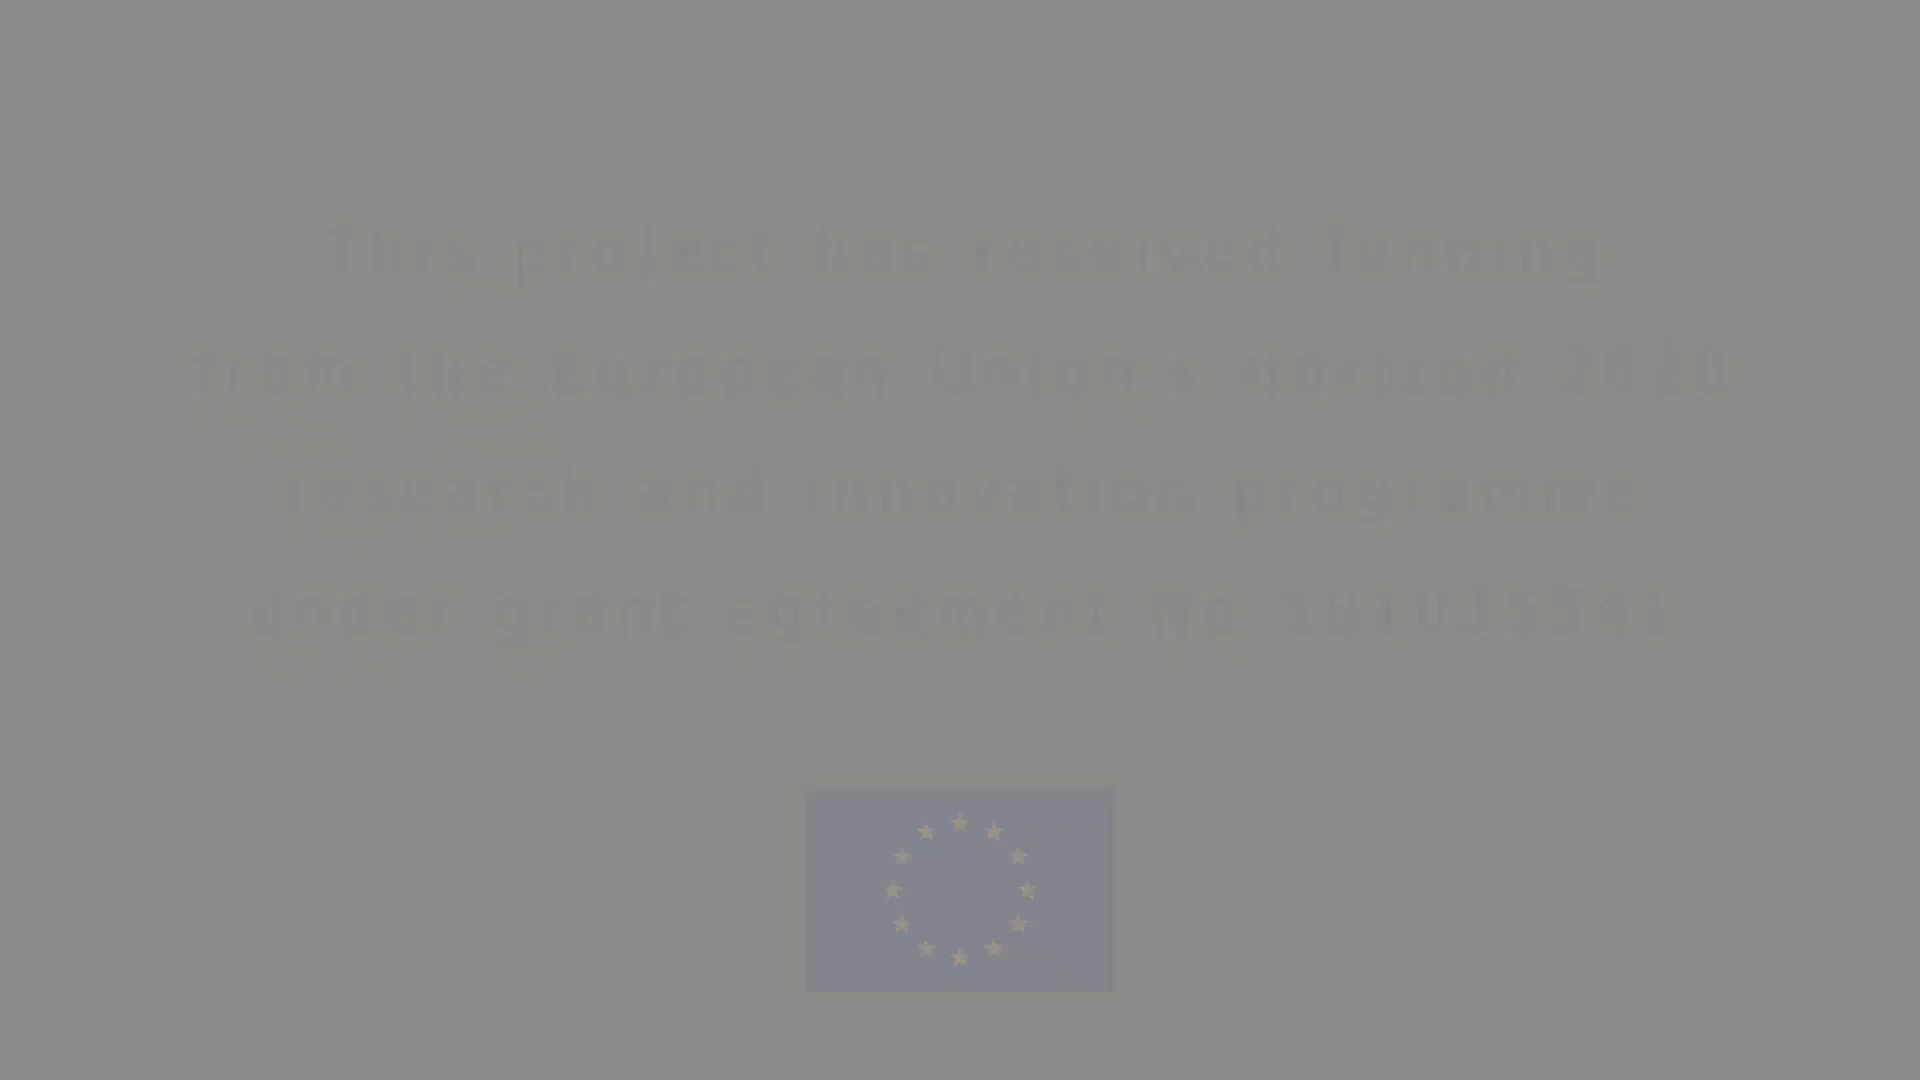 This project has received funding
from the European Union's Horizon 2020
research and innovation programme
under grant agreement No